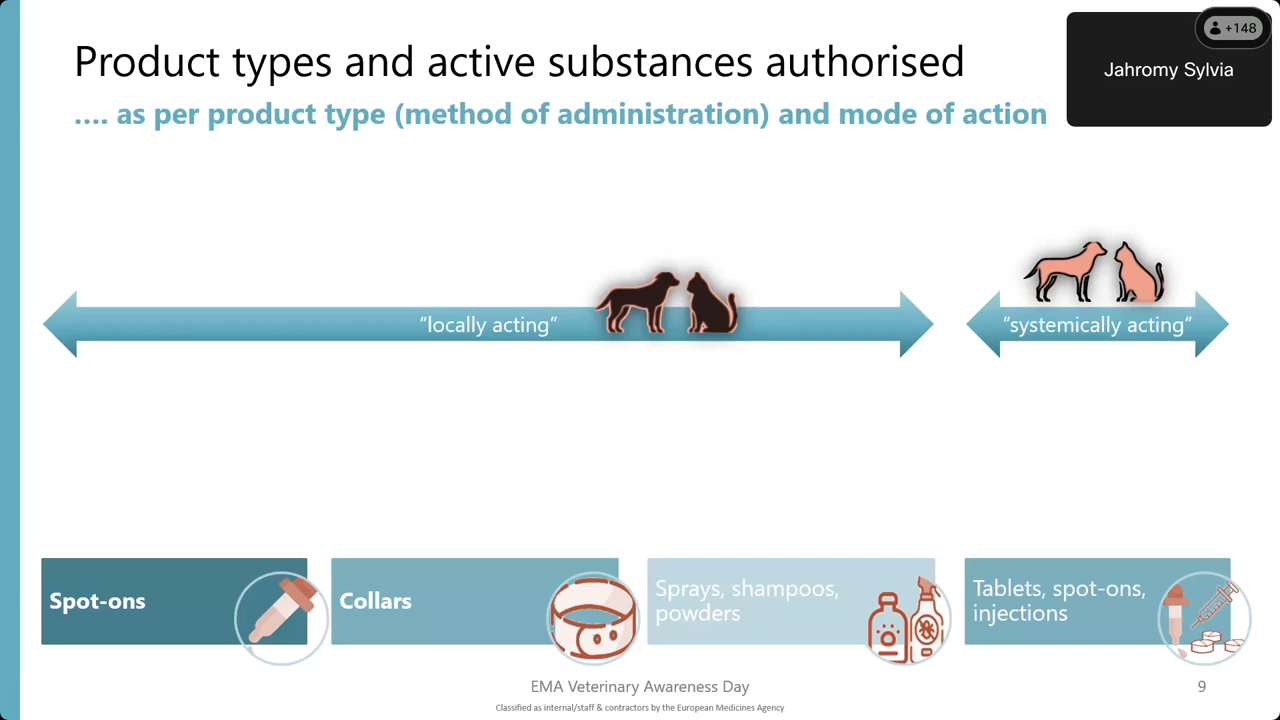 Product types and active substances authorised
.... as per product type (method of administration) and mode of action
+148
Jahromy Sylvia
"locally acting"
"systemically acting"
Spot-ons
Collars
Sprays, shampoos,
powders
Tablets, spot-ons,
injections
EMA Veterinary Awareness Day
9
Classified as internal/staff & contractors by the European Medicines Agency